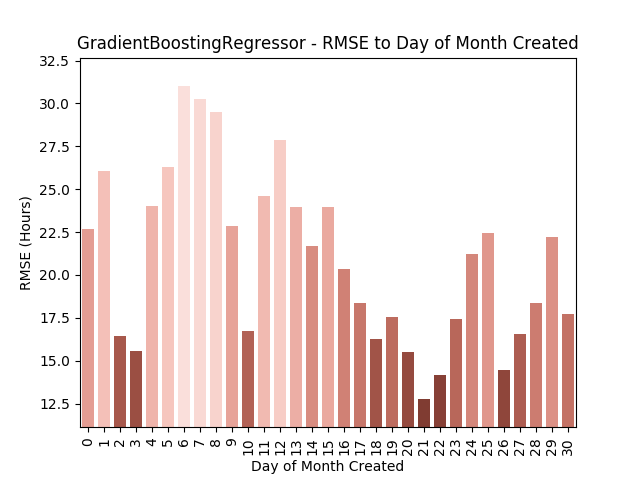 GradientBoostingRegressor - RMSE to Day of Month Created
32.5
30.0
27.5
25.0
22.5
20.0
17.5
15.0
12.5
RMSE (Hours)
0 1 2 3 4 5 6 7 8 9 10 11 12 13 14 15 16 17 18 19 20 21 22 23 24 25 26 27 28 29 30
Day of Month Created